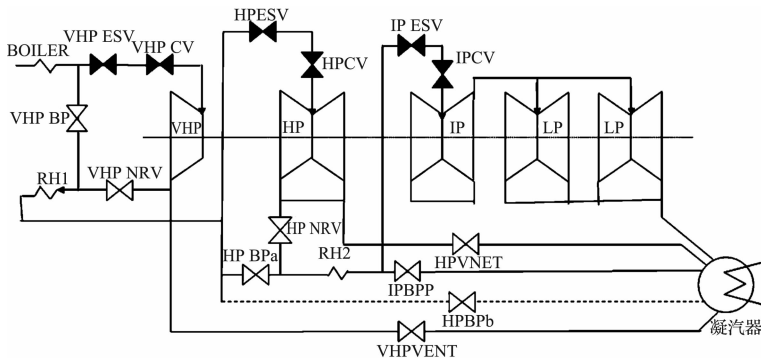 HPESV
IP ESV
VHP ESV
VHP CV
BOILER
HPCV
IPCV
VHP BP
VHP
HP
IP
LP
LP
VHP NRV
RH1
HP NRV
HP BPa
RH2
HPVNET
IPBPP
HPBPb
凝汽器
VHPVENT